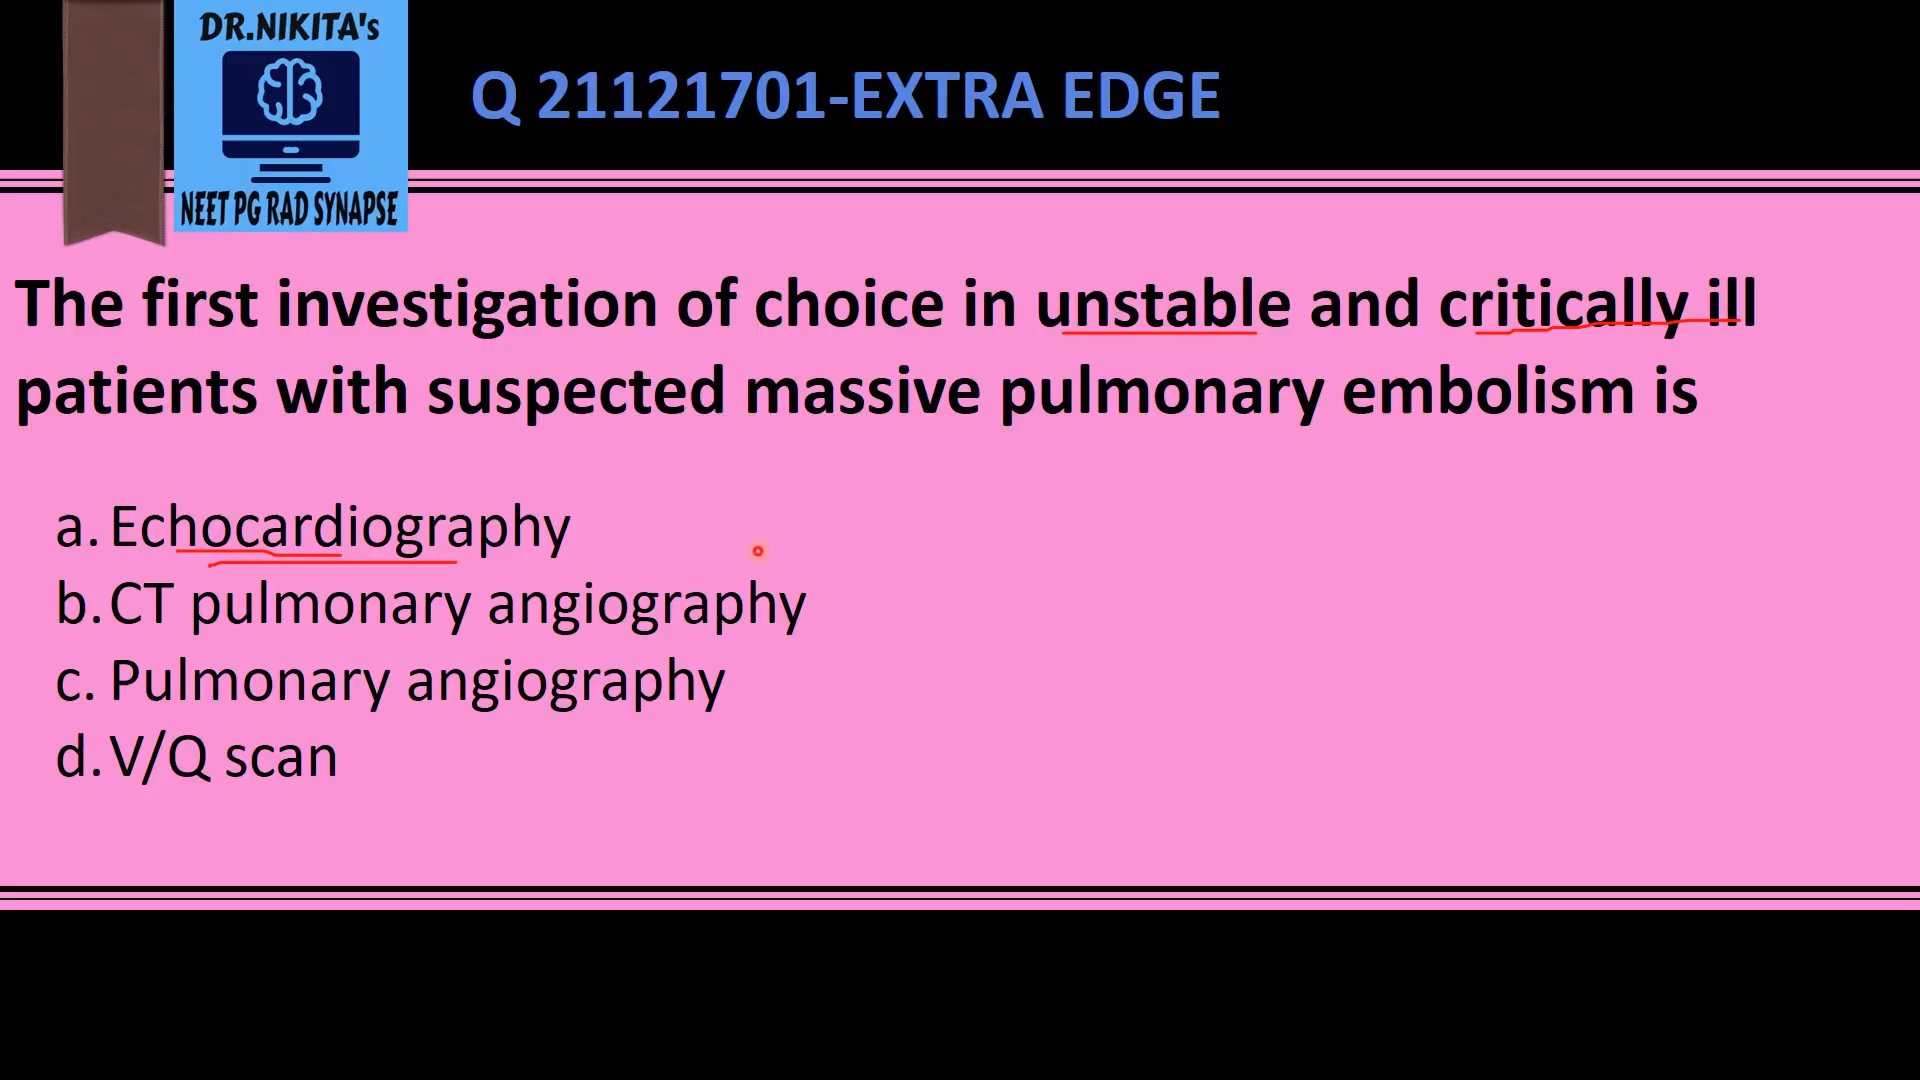 DR.NIKITA's
NEET PG RAD SYNAPSE
Q 21121701-EXTRA EDGE
The first investigation of choice in unstable and critically ill
patients with suspected massive pulmonary embolism is
a. Echocardiography
b. CT pulmonary angiography
c. Pulmonary angiography
d. V/Q scan